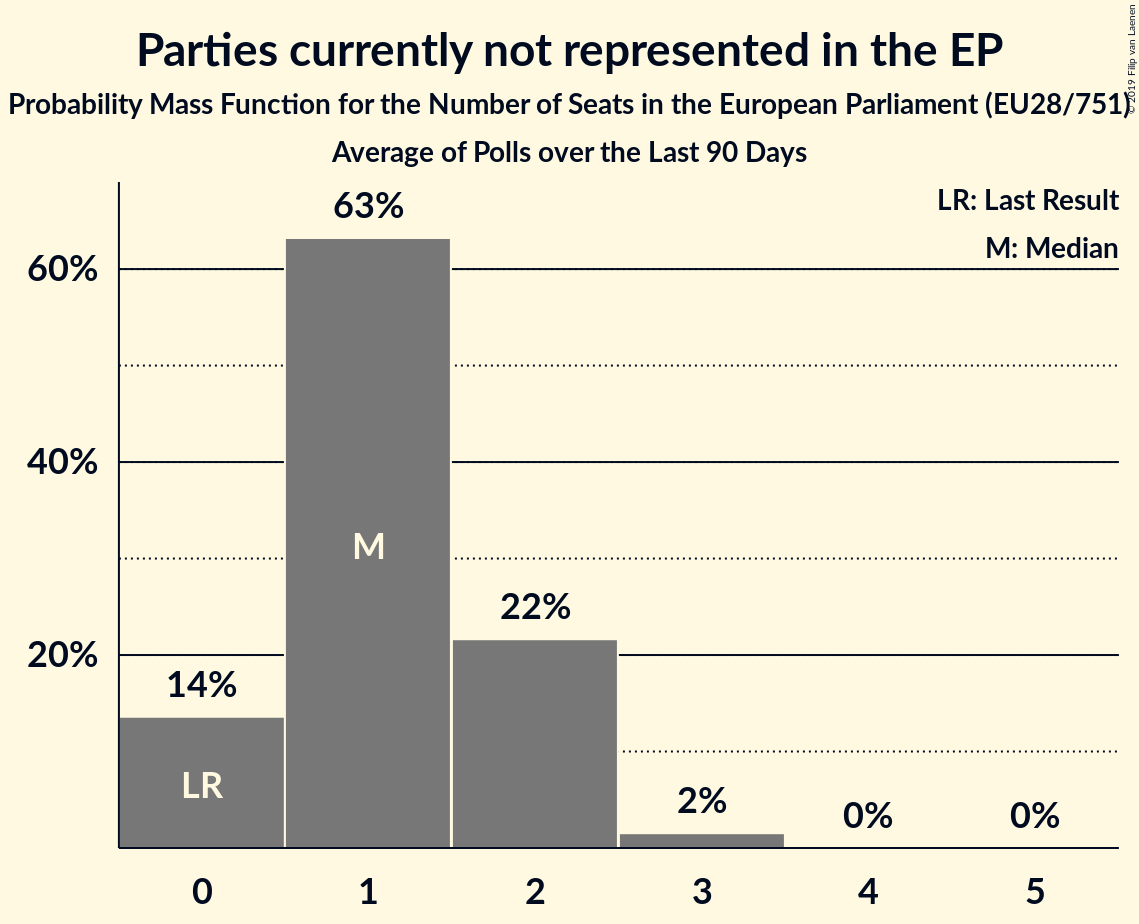 Parties currently not represented in the EP
Probability Mass Function for the Number of Seats in the European Parliament (EU28/751)
Average of Polls over the Last 90 Days
© 2019 Filip van Laenen
LR: Last Result
M: Median
63%
60%
40%
M
22%
20%
14%
LR
2%
0%
0%
0
1
2
3
4
5